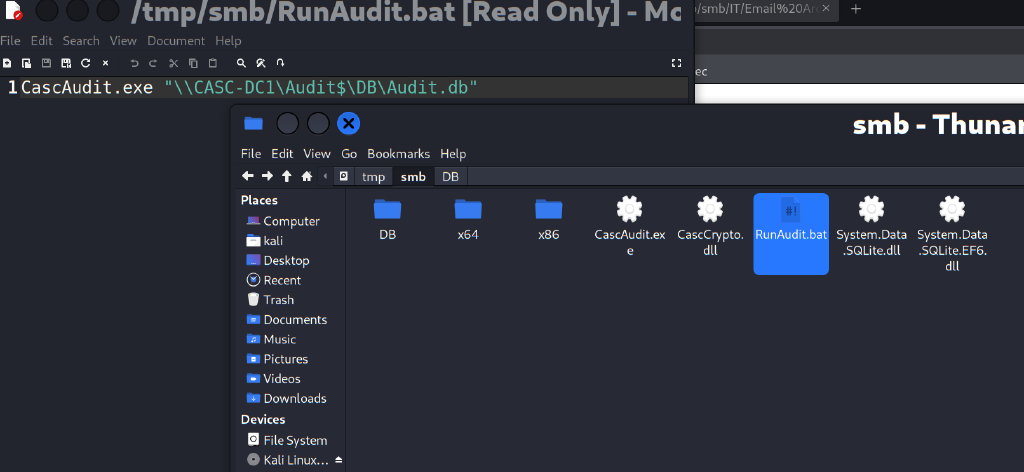 /tmp/smb/RunAudit.bat [Read Only] - Mo
/smb/IT/Email%20Ar
File Edit Search View Document Help
ec
1 CascAudit.exe "\\CASC-DC1\Audit$\DB\Audit.db"
smb - Thunar
File Edit View Go Bookmarks Help
tmp smb DB
Places
Computer
kali
Desktop
Recent
Trash
Documents
Music
Pictures
Videos
Downloads
Devices
File System
Kali Linux...
DB
x64
x86
CascAudit.ex
e
CascCrypto.
dll
#!
RunAudit.bat
System.Data
.SQLite.dll
System.Data
.SQLite.EF6.
dll